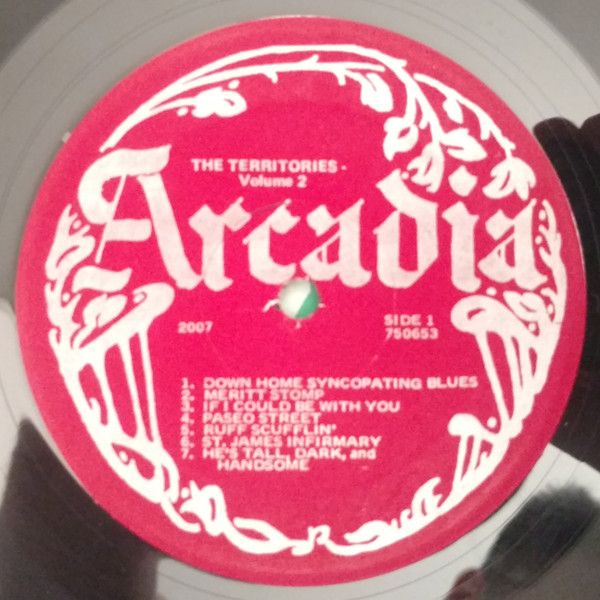 THE TERRITORIES -
Volume 2
Arcadia
2007
SIDE 1
750653
1. DOWN HOME SYNCOPATING BLUES
2. MERITT STOMP
3. IF I COULD BE WITH YOU
4. PASEO STREET
5. RUFF SCUFFLIN'
6. ST. JAMES INFIRMARY
7. HE'S TALL, DARK, and
HANDSOME